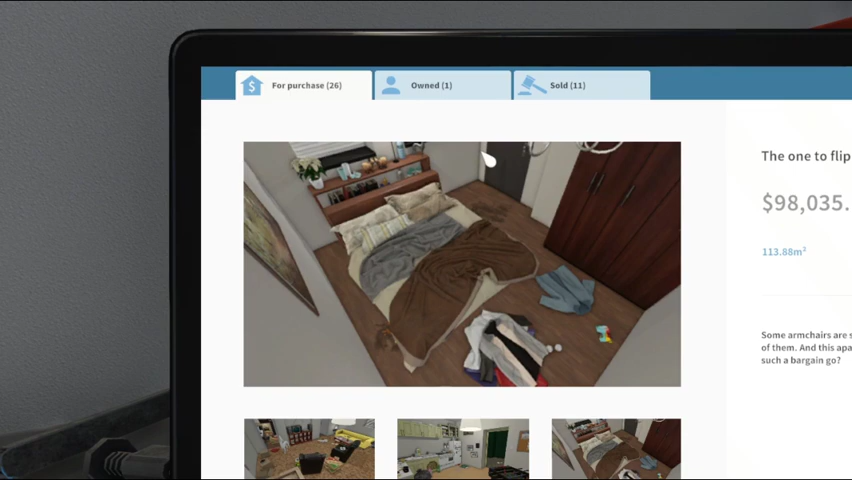 For purchase (26)
Owned (1)
Sold (11)
The one to flip
$98,035.
113.88m²
Some armchairs are s
of them. And this apa
such a bargain go?